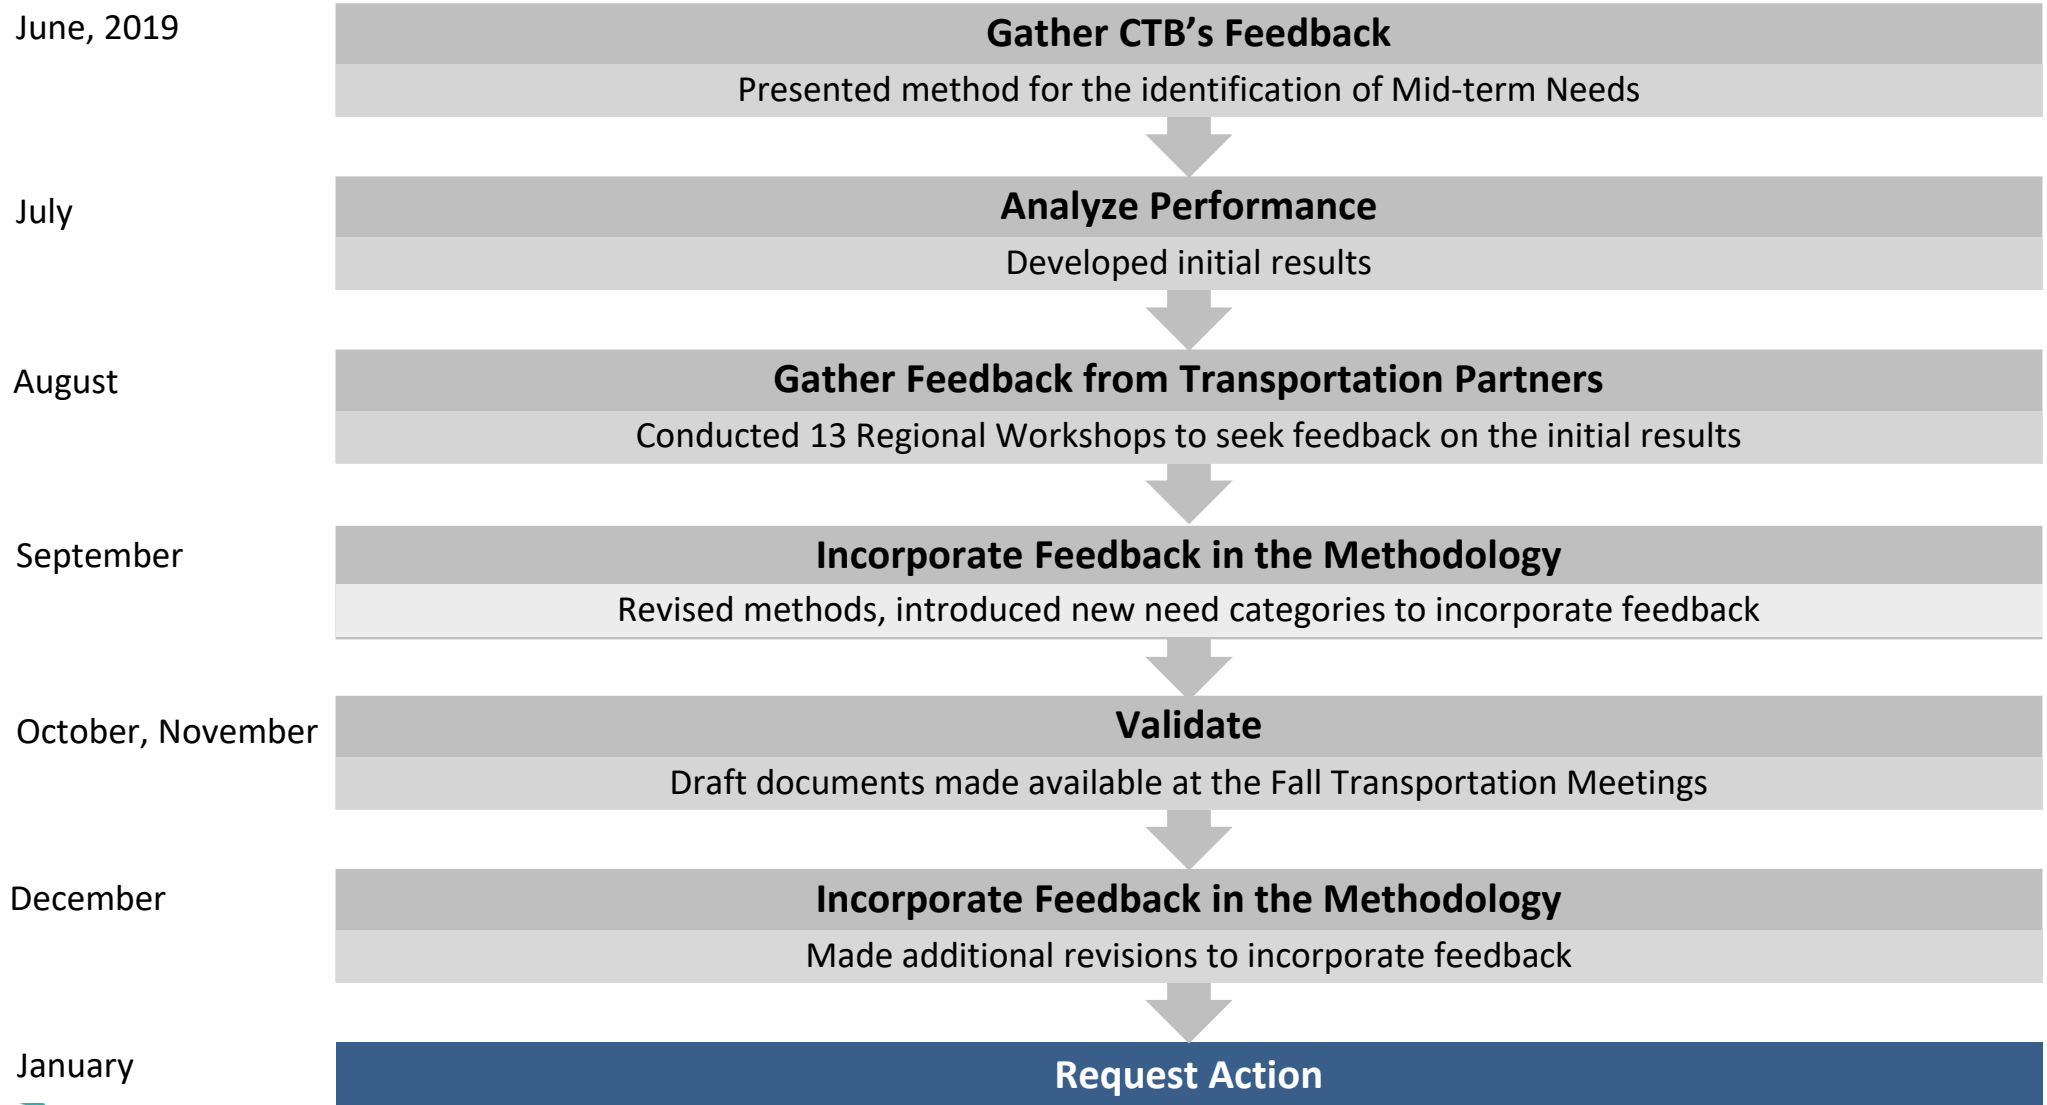 June, 2019
Gather CTB’s Feedback
Presented method for the identification of Mid-term Needs
July
Analyze Performance
Developed initial results
August
Gather Feedback from Transportation Partners
Conducted 13 Regional Workshops to seek feedback on the initial results
September
Incorporate Feedback in the Methodology
Revised methods, introduced new need categories to incorporate feedback
October, November
Validate
Draft documents made available at the Fall Transportation Meetings
December
Incorporate Feedback in the Methodology
Made additional revisions to incorporate feedback
January
Request Action